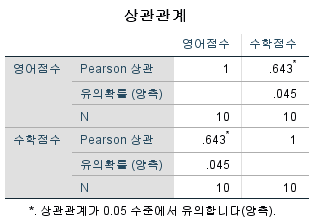 상관관계
영어점수 수학점수
영어점수 Pearson 상관 1 .643*
유의확률 (양측) .045
N 10 10
수학점수 Pearson 상관 .643* 1
유의확률 (양측) .045
N 10 10
*. 상관관계가 0.05 수준에서 유의합니다(양측).